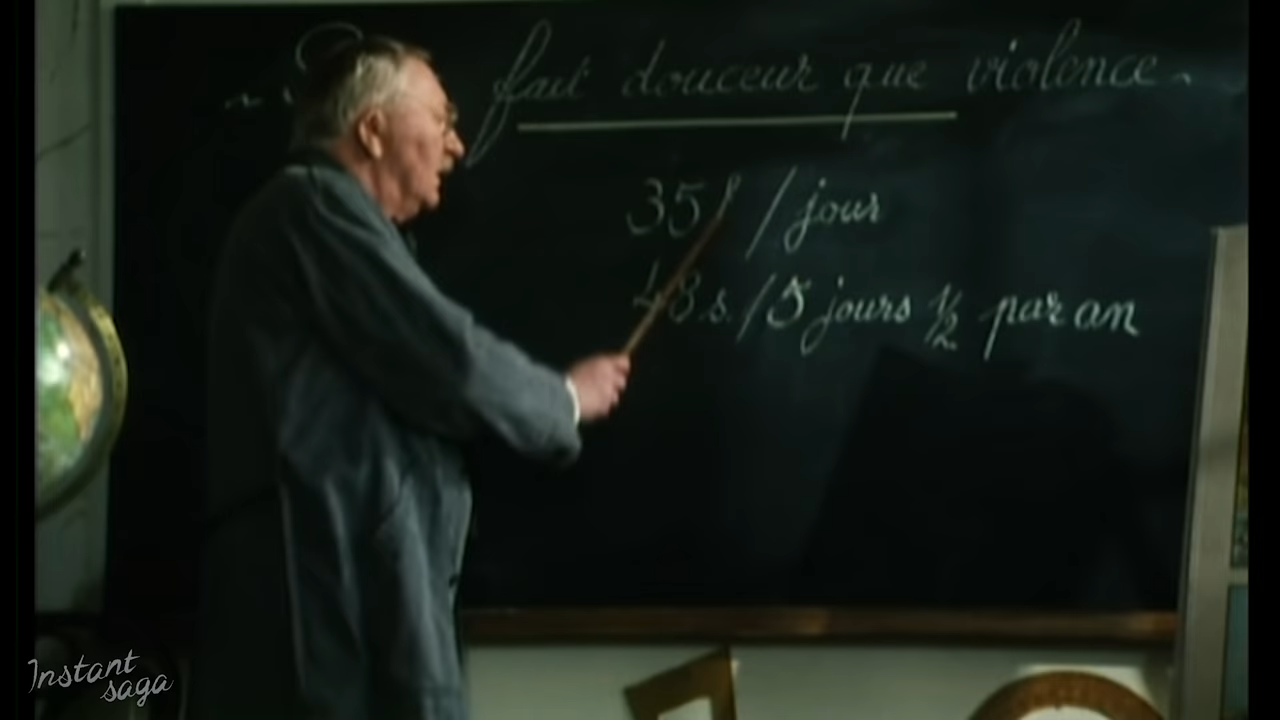 fait douceur que violence.
35 l / jour
48 s. / 5 jours ½ par an
Instant
saga